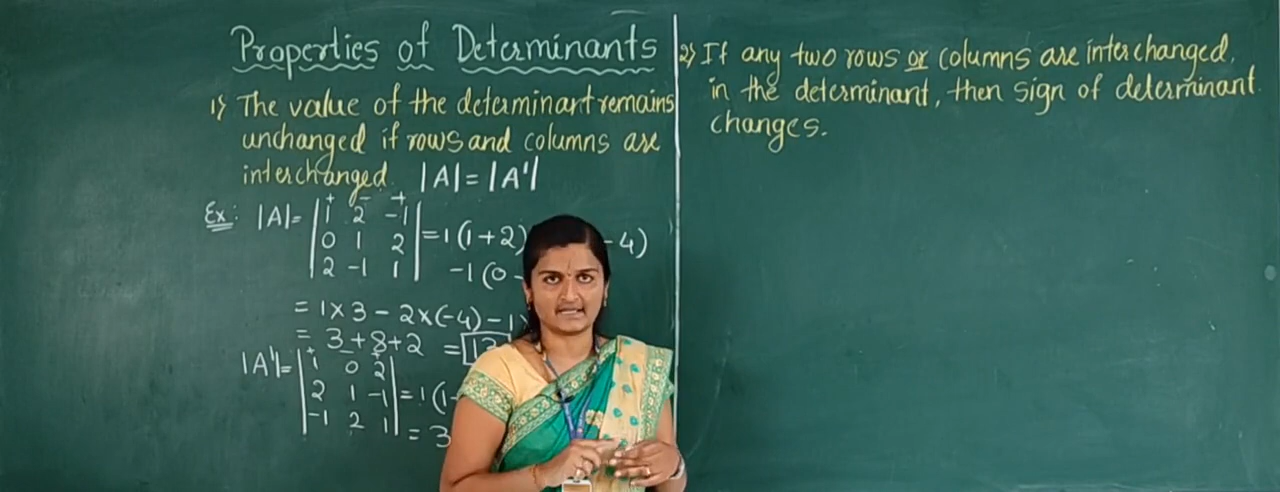 Properties of Determinants
1) The value of the determinant remains
unchanged if rows and columns are
interchanged. |A| = |A'|
Ex: |A| = | 1 2 -1 | = 1(1+2) -4)
+ - +
| 0 1 2 | -1(0-
| 2 -1 1 |
= 1×3 - 2×(-4) -1
= 3+8+2 = 13
|A'| = | 1 0 2 |
+ - +
| 2 1 -1 | = 1(1-
| -1 2 1 | = 3
2) If any two rows or columns are interchanged,
in the determinant, then sign of determinant
changes.